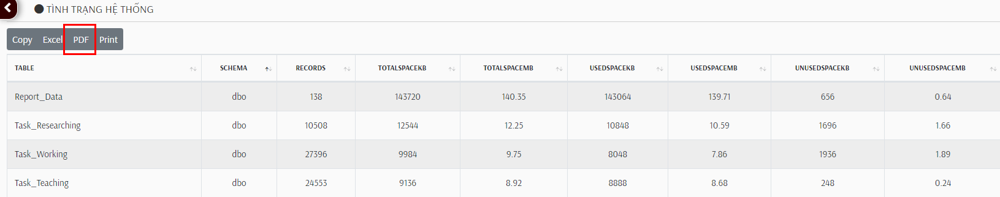 TÌNH TRẠNG HỆ THỐNG
Copy Excel PDF Print
TABLE SCHEMA RECORDS TOTALSPACEKB TOTALSPACEMB USEDSPACEKB USEDSPACEMB UNUSEDSPACEKB UNUSEDSPACEMB
Report_Data dbo 138 143720 140.35 143064 139.71 656 0.64
Task_Researching dbo 10508 12544 12.25 10848 10.59 1696 1.66
Task_Working dbo 27396 9984 9.75 8048 7.86 1936 1.89
Task_Teaching dbo 24553 9136 8.92 8888 8.68 248 0.24